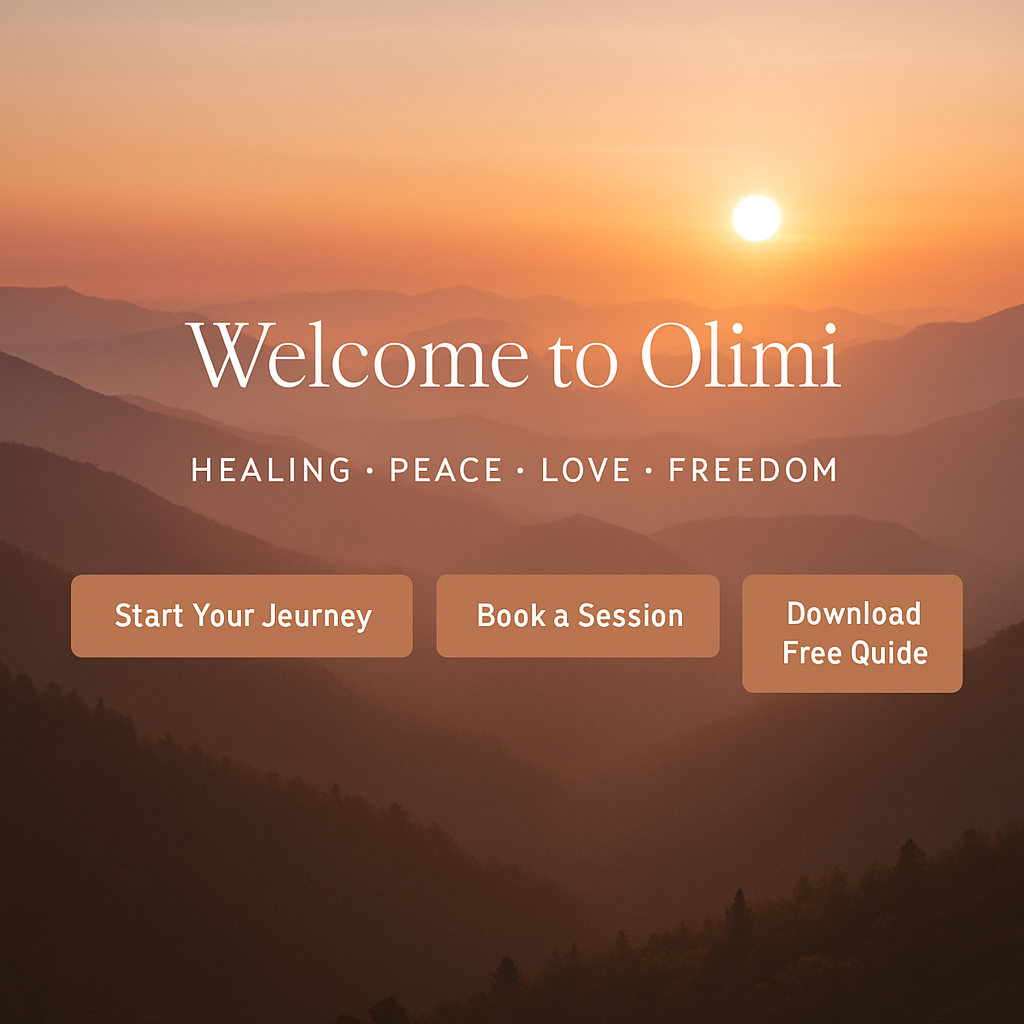 Welcome to Olimi
HEALING · PEACE · LOVE · FREEDOM
Start Your Jeurney
Book a Session
Download
Free Quide